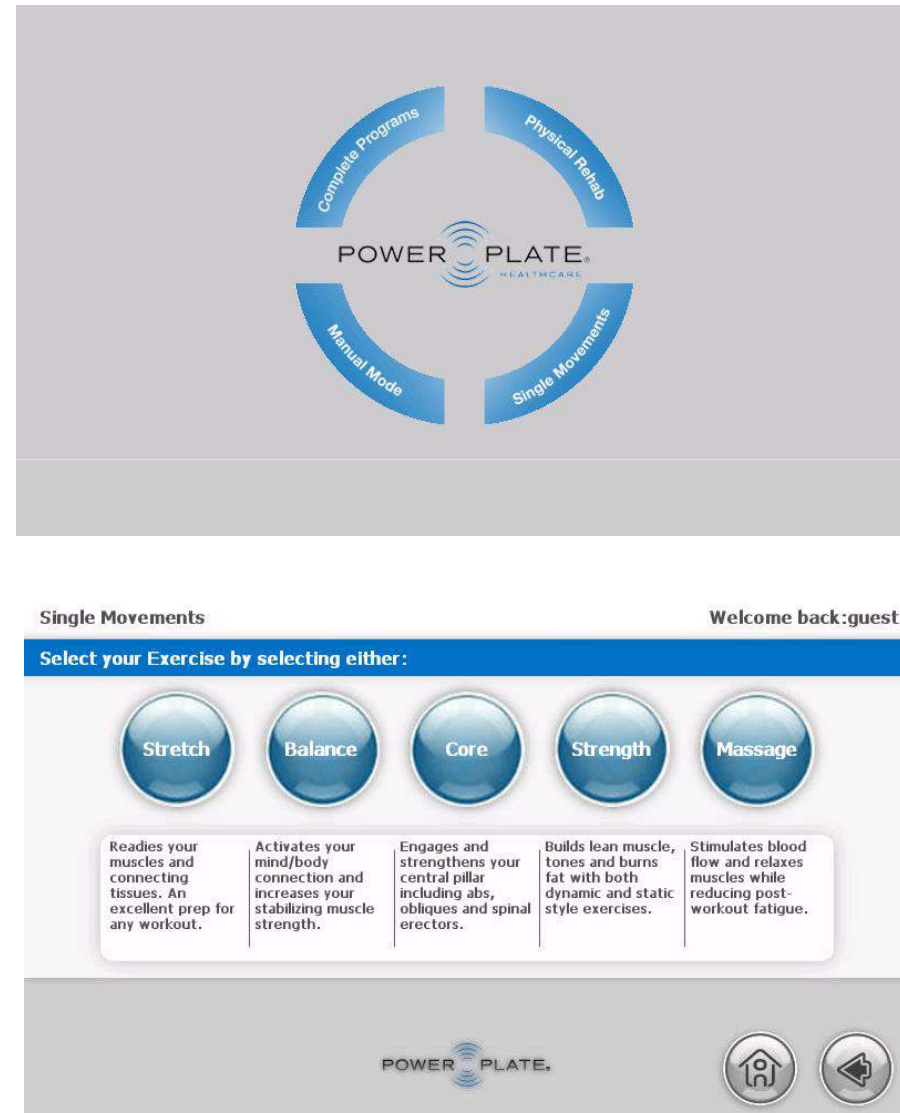 Complete Programs
Physical Rehab
POWER PLATE®
HEALTHCARE
Manual Mode
Single Movements
Single Movements
Welcome back:guest
Select your Exercise by selecting either:
Stretch
Balance
Core
Strength
Massage
Readies your
muscles and
connecting
tissues. An
excellent prep for
any workout.
Activates your
mind/body
connection and
increases your
stabilizing muscle
strength.
Engages and
strengthens your
central pillar
including abs,
obliques and spinal
erectors.
Builds lean muscle,
tones and burns
fat with both
dynamic and static
style exercises.
Stimulates blood
flow and relaxes
muscles while
reducing post-
workout fatigue.
POWER PLATE®